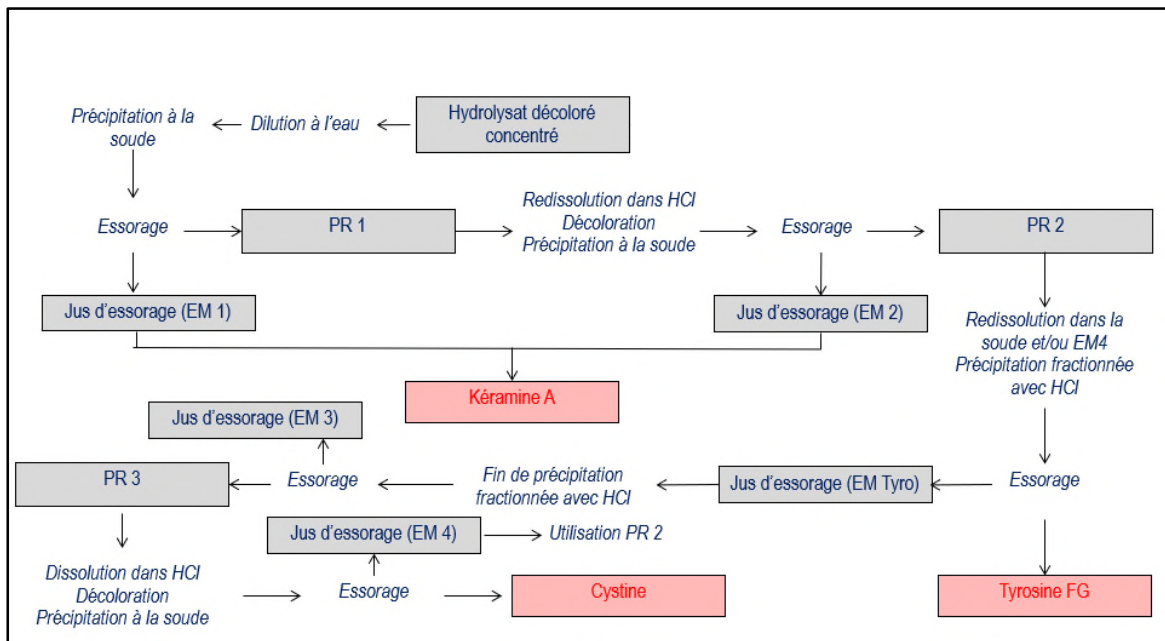 Précipitation à la
soude
Dilution à l'eau
Hydrolysat décoloré
concentré
Essorage
PR 1
Redissolution dans HCl
Décoloration
Précipitation à la soude
Essorage
PR 2
Jus d'essorage (EM 1)
Jus d'essorage (EM 2)
Redissolution dans la
soude et/ou EM4
Précipitation fractionnée
avec HCl
Kéramine A
Jus d'essorage (EM 3)
PR 3
Essorage
Fin de précipitation
fractionnée avec HCl
Jus d'essorage (EM Tyro)
Essorage
Jus d'essorage (EM 4)
Utilisation PR 2
Dissolution dans HCl
Décoloration
Précipitation à la soude
Essorage
Cystine
Tyrosine FG